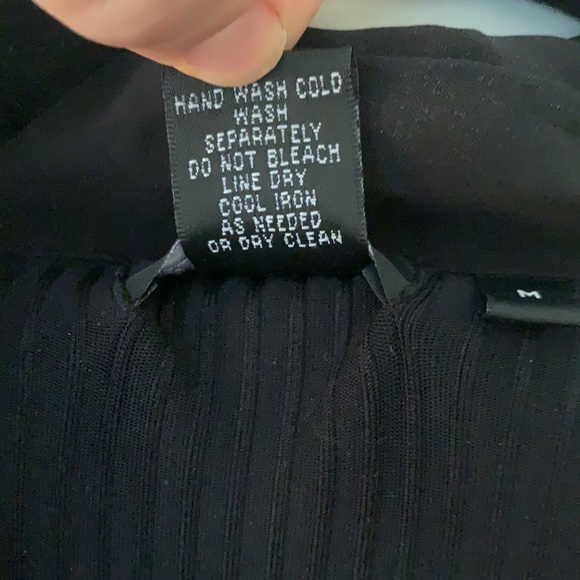 HAND WASH COLD
WASH
SEPARATELY
DO NOT BLEACH
LINE DRY
COOL IRON
AS NEEDED
OR DRY CLEAN
M